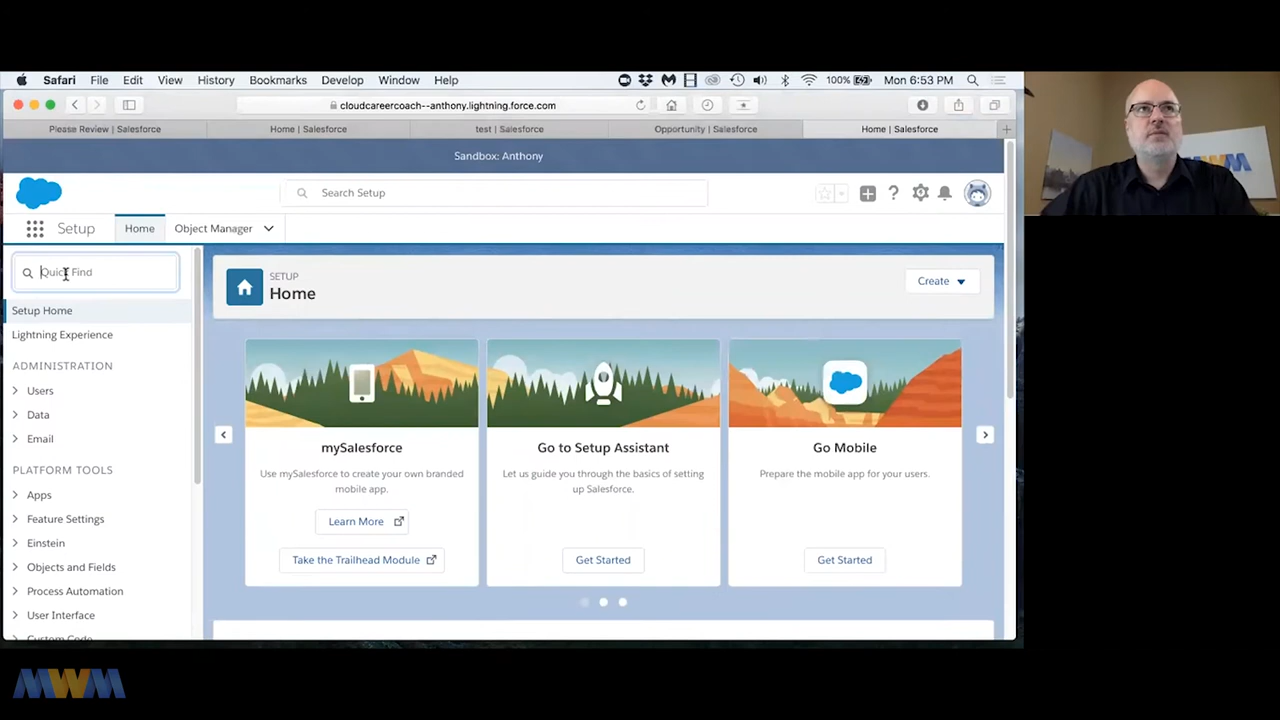 Safari File Edit View History Bookmarks Develop Window Help 100% Mon 6:53 PM
cloudcareercoach--anthony.lightning.force.com
Please Review | Salesforce Home | Salesforce test | Salesforce Opportunity | Salesforce Home | Salesforce
Sandbox: Anthony
Search Setup
Setup Home Object Manager
Quick Find
Setup Home
Lightning Experience
ADMINISTRATION
Users
Data
Email
PLATFORM TOOLS
Apps
Feature Settings
Einstein
Objects and Fields
Process Automation
User Interface
Custom Code
SETUP
Home
Create
mySalesforce
Use mySalesforce to create your own branded
mobile app.
Learn More
Take the Trailhead Module
Go to Setup Assistant
Let us guide you through the basics of setting
up Salesforce.
Get Started
Go Mobile
Prepare the mobile app for your users.
Get Started
MWM
MWM